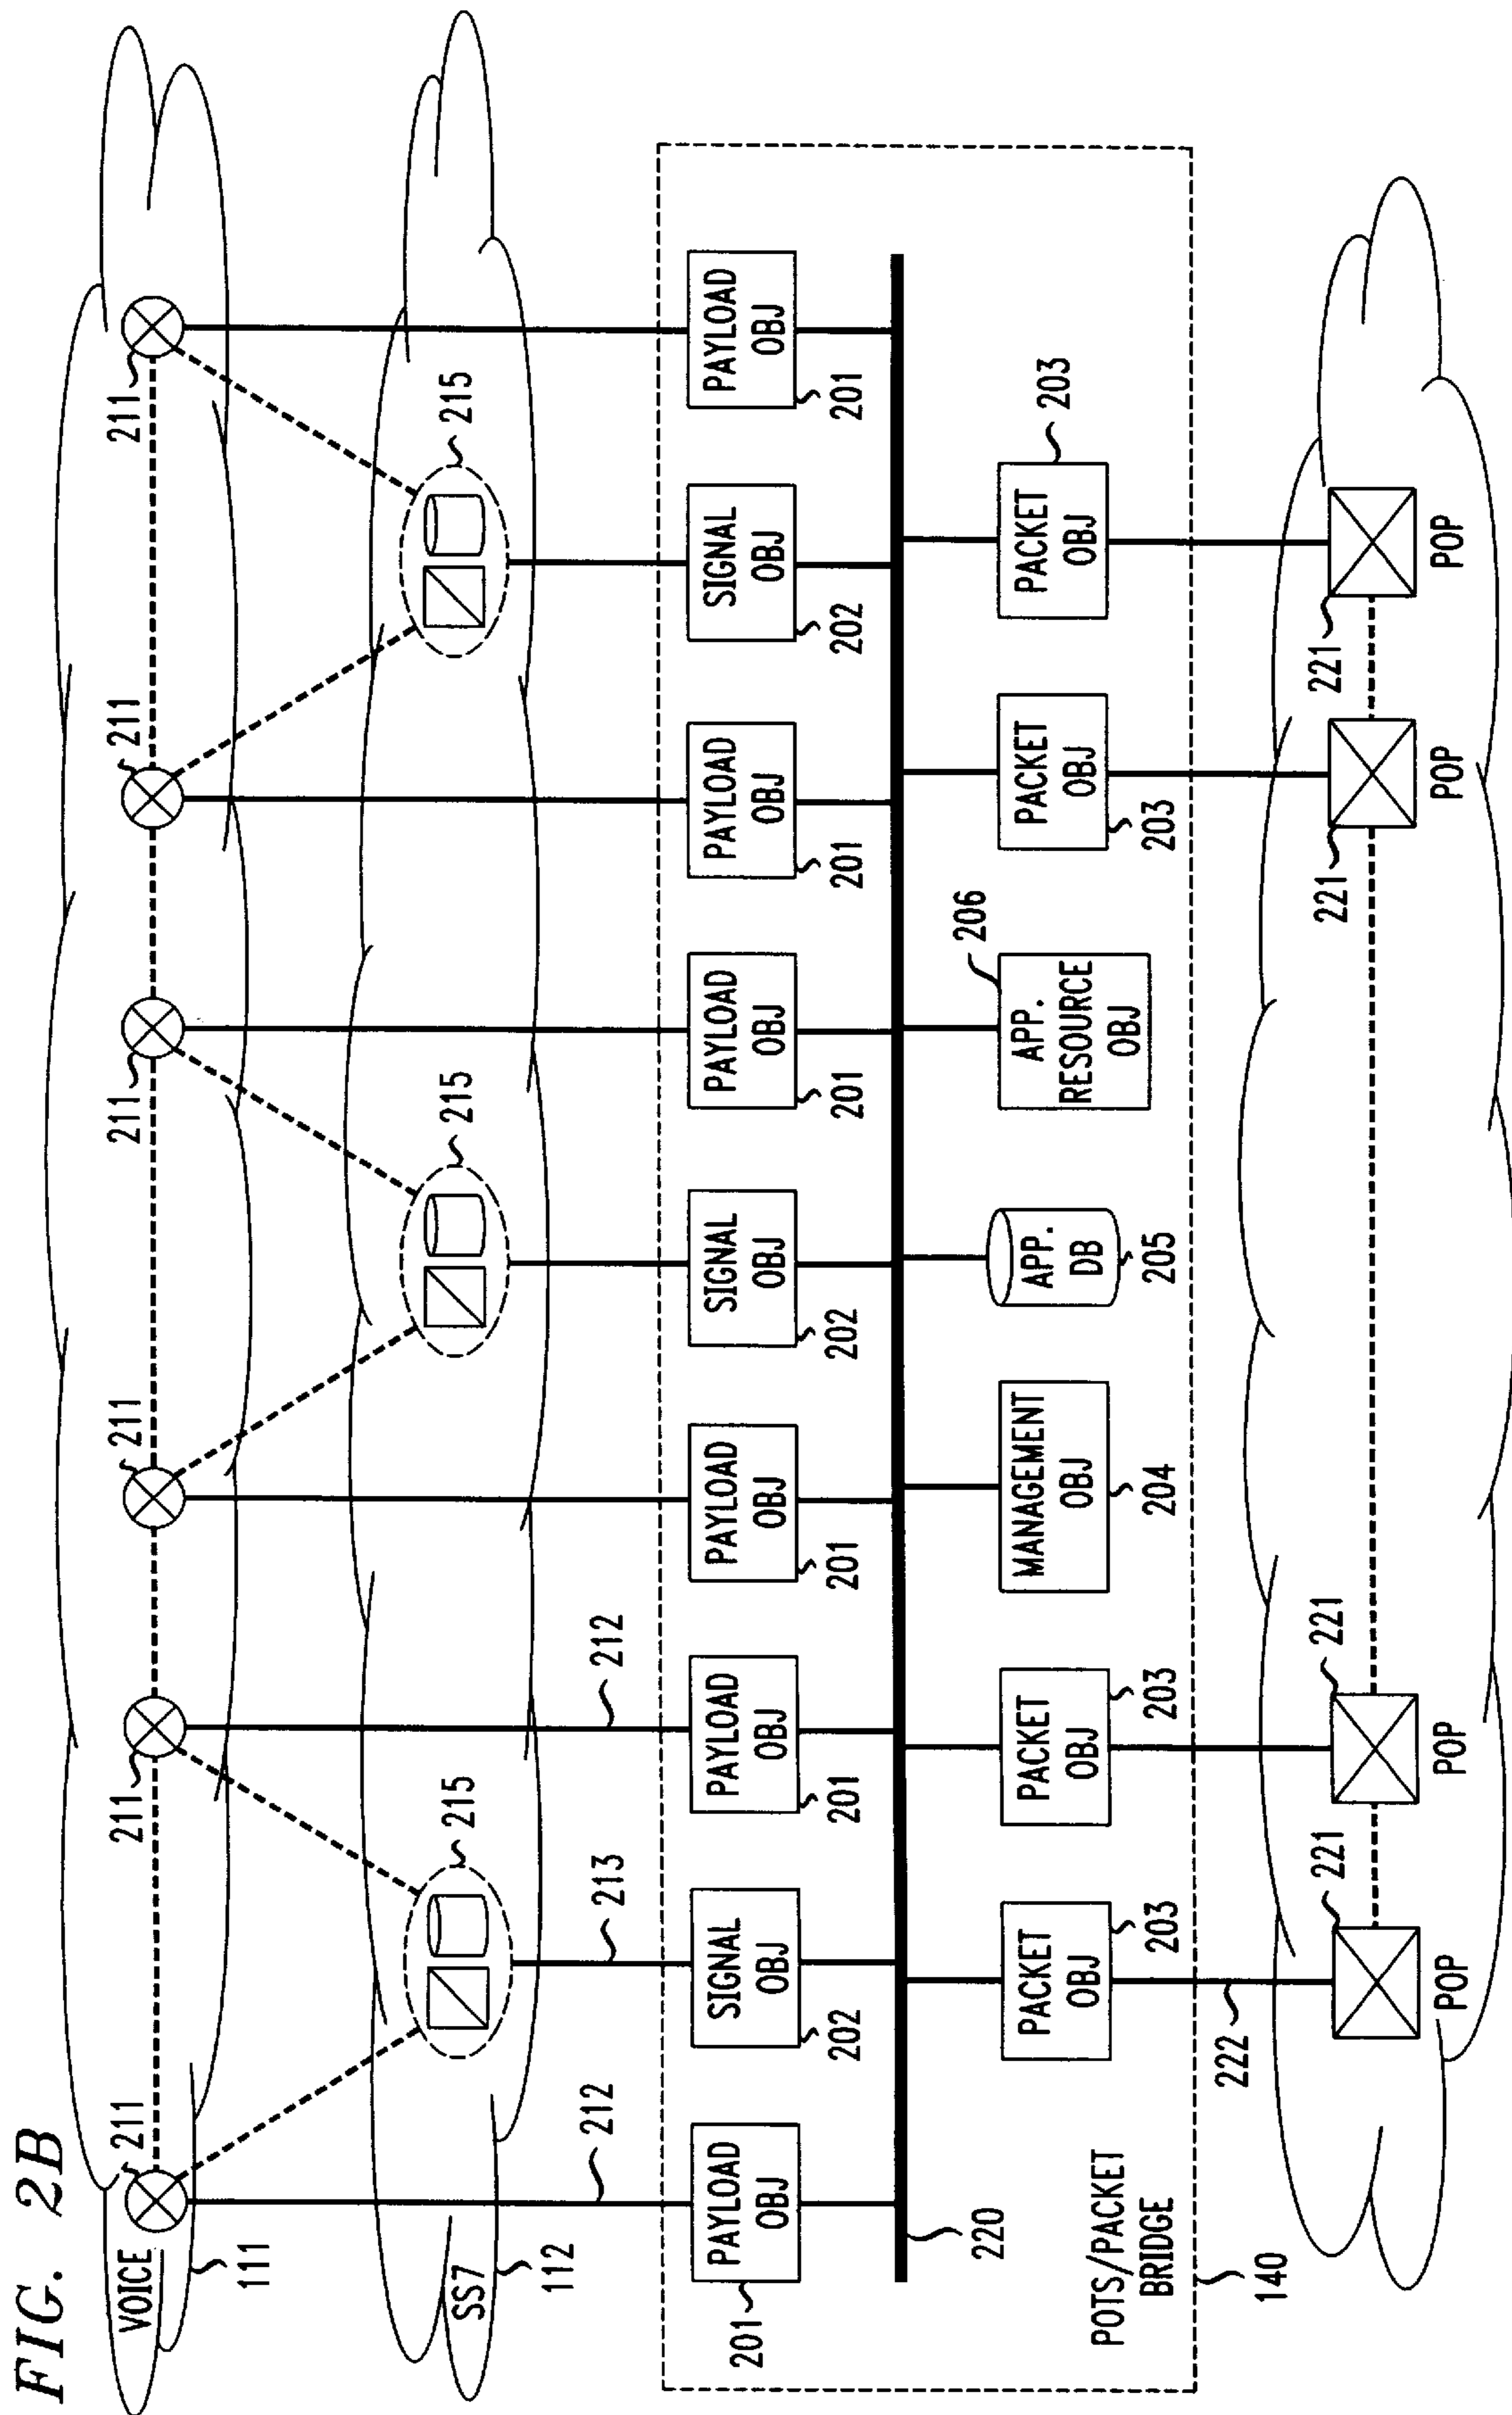 FIG. 2B
VOICE
111
211
211
211
211
211
211
SS7
112
215
215
215
212
213
212
PAYLOAD
OBJ
201
SIGNAL
OBJ
202
PAYLOAD
OBJ
201
PAYLOAD
OBJ
201
SIGNAL
OBJ
202
PAYLOAD
OBJ
201
PAYLOAD
OBJ
201
SIGNAL
OBJ
202
PAYLOAD
OBJ
201
220
PACKET
OBJ
203
PACKET
OBJ
203
MANAGEMENT
OBJ
204
APP.
DB
205
APP.
RESOURCE
OBJ
206
PACKET
OBJ
203
PACKET
OBJ
203
POTS/PACKET
BRIDGE
140
222
221
221
221
221
POP
POP
POP
POP